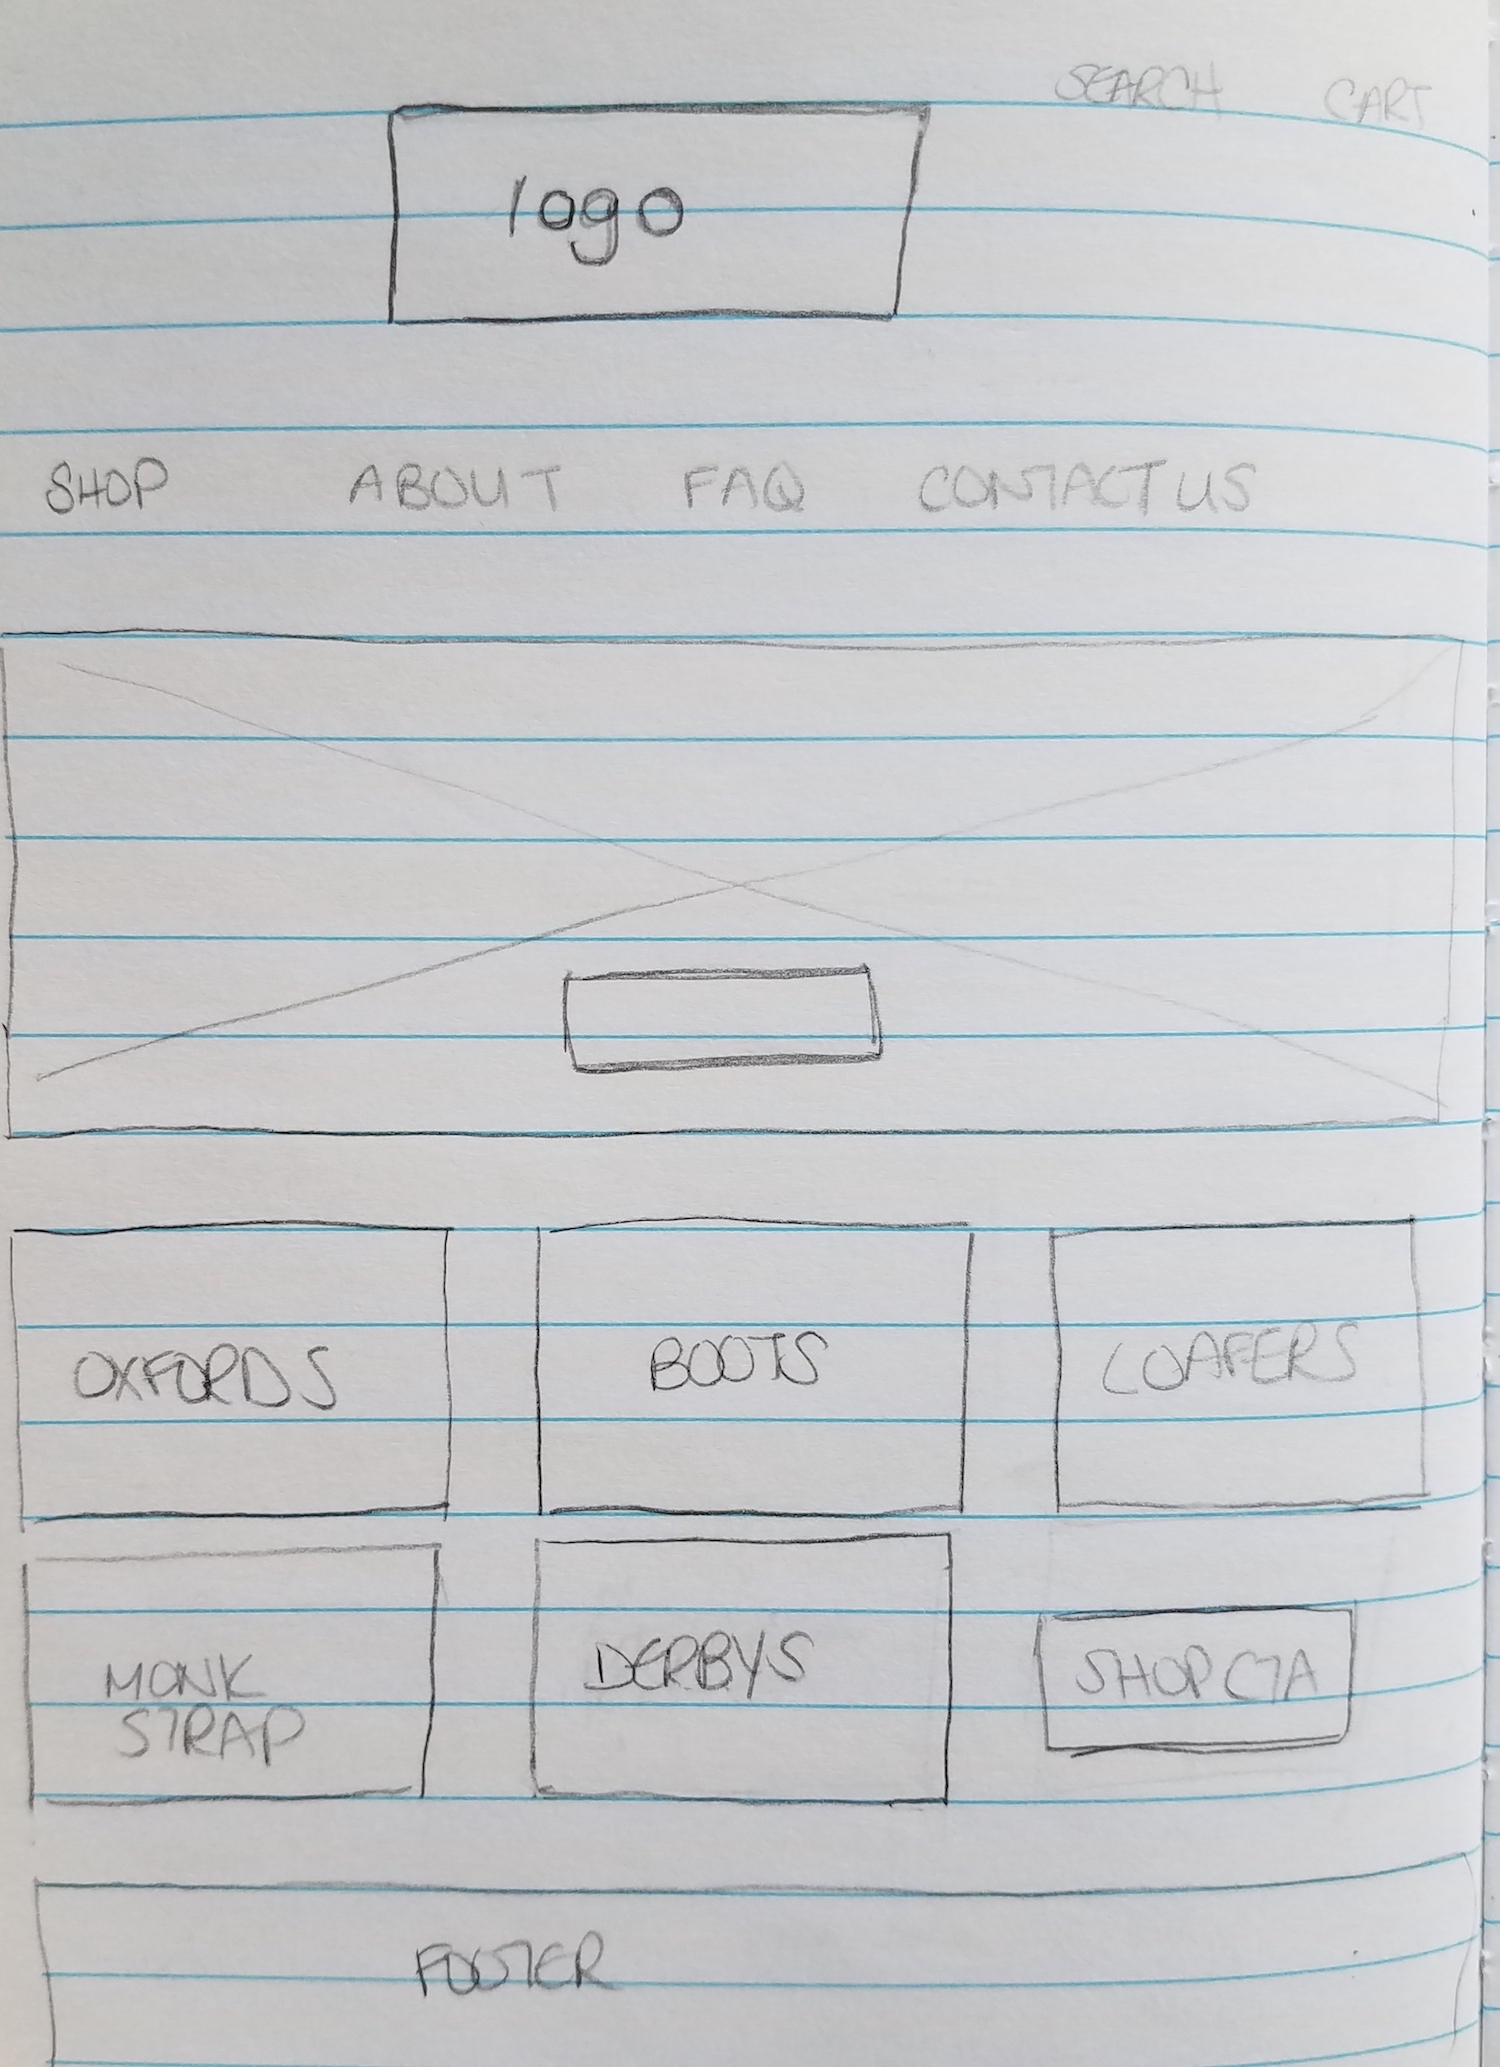 SEARCH CART
logo
SHOP ABOUT FAQ CONTACT US
OXFORDS BOOTS LOAFERS
MONK
STRAP
DERBYS
SHOP CTA
FOOTER